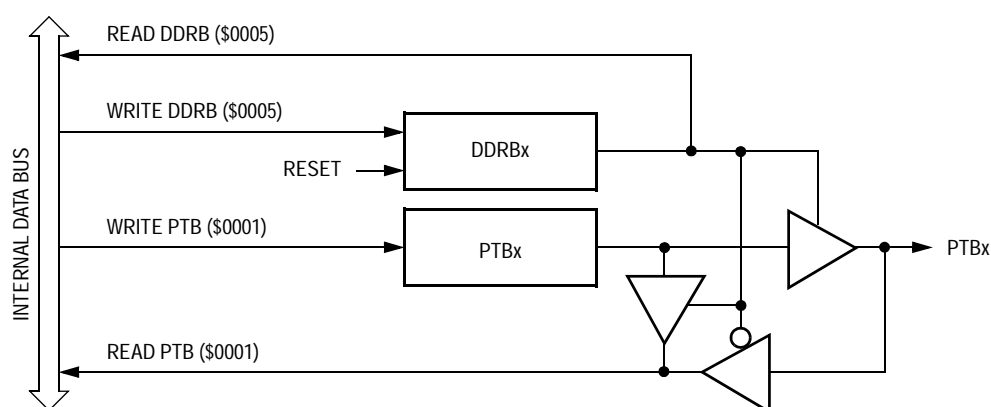 READ DDRB ($0005)
WRITE DDRB ($0005)
DDRBx
RESET
INTERNAL DATA BUS
WRITE PTB ($0001)
PTBx
PTBx
READ PTB ($0001)